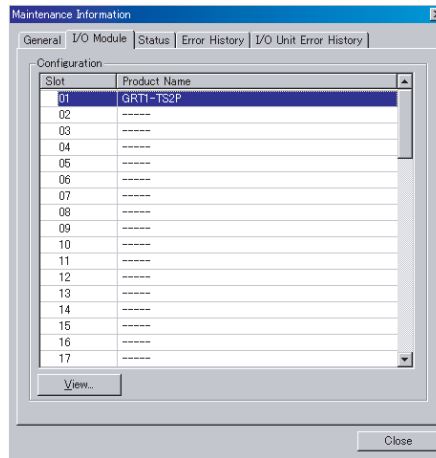 Maintenance Information
General I/O Module Status Error History I/O Unit Error History
Configuration
Slot Product Name
01 GRT1-TS2P
02 -----
03 -----
04 -----
05 -----
06 -----
07 -----
08 -----
09 -----
10 -----
11 -----
12 -----
13 -----
14 -----
15 -----
16 -----
17 -----
View...
Close